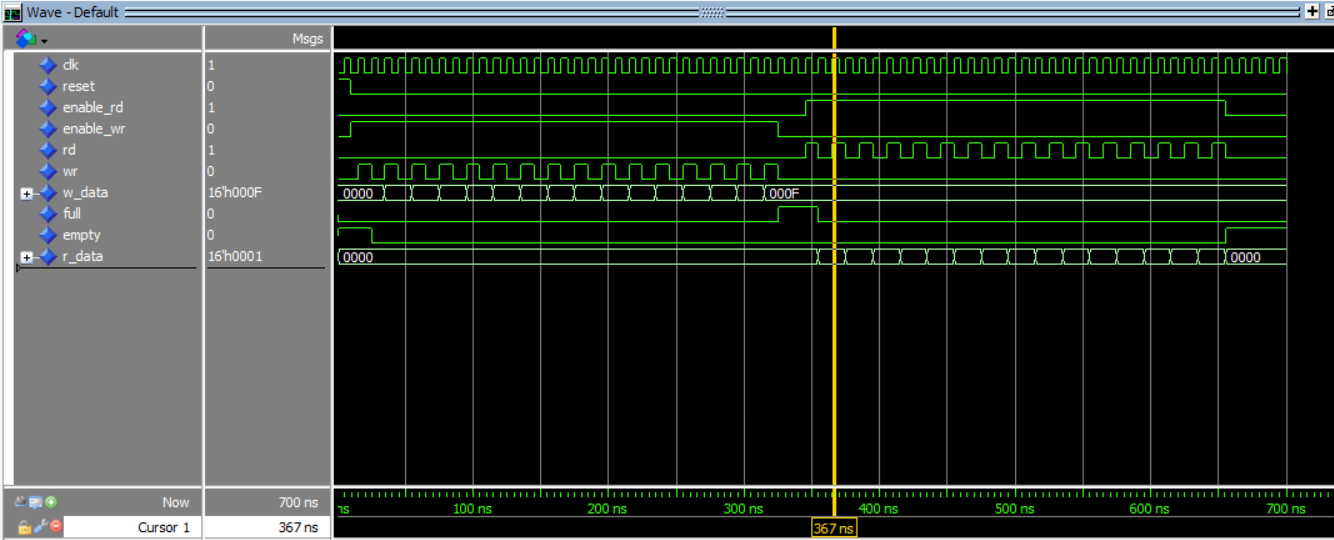 Wave - Default
Msgs
clk 1
reset 0
enable_rd 1
enable_wr 0
rd 1
wr 0
w_data 16'h000F 0000 000F
full 0
empty 0
r_data 16'h0001 0000 0000
Now 700 ns ns 100 ns 200 ns 300 ns 400 ns 500 ns 600 ns 700 ns
Cursor 1 367 ns 367 ns